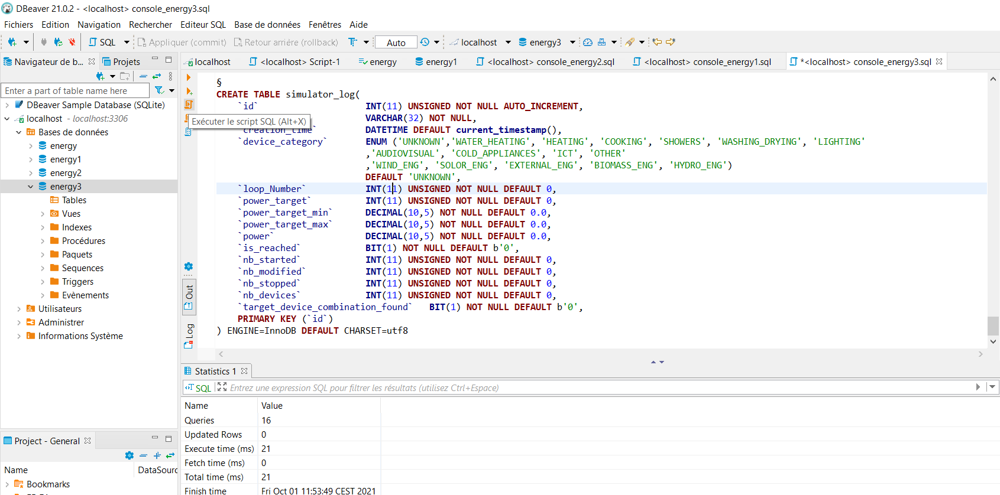 DBeaver 21.0.2 - <localhost> console_energy3.sql
Fichiers Edition Navigation Rechercher Editeur SQL Base de données Fenêtres Aide
SQL Appliquer (commit) Retour arrière (rollback) Auto localhost energy3
Navigateur de b... Projets
localhost <localhost> Script-1 energy energy1 <localhost> console_energy2.sql <localhost> console_energy1.sql *<localhost> console_energy3.sql
Enter a part of table name here
DBeaver Sample Database (SQLite)
localhost - localhost:3306
Bases de données
energy
energy1
energy2
energy3
Tables
Vues
Indexes
Procédures
Paquets
Sequences
Triggers
Evènements
Utilisateurs
Administrer
Informations Système
Project - General
Name DataSourc
Bookmarks
§
CREATE TABLE simulator_log(
`id` INT(11) UNSIGNED NOT NULL AUTO_INCREMENT,
VARCHAR(32) NOT NULL,
Exécuter le script SQL (Alt+X)
`creation_time` DATETIME DEFAULT current_timestamp(),
`device_category` ENUM ('UNKNOWN','WATER_HEATING', 'HEATING', 'COOKING', 'SHOWERS', 'WASHING_DRYING', 'LIGHTING'
,'AUDIOVISUAL', 'COLD_APPLIANCES', 'ICT', 'OTHER'
,'WIND_ENG', 'SOLOR_ENG', 'EXTERNAL_ENG', 'BIOMASS_ENG', 'HYDRO_ENG')
DEFAULT 'UNKNOWN',
`loop_Number` INT(11) UNSIGNED NOT NULL DEFAULT 0,
`power_target` INT(11) UNSIGNED NOT NULL DEFAULT 0,
`power_target_min` DECIMAL(10,5) NOT NULL DEFAULT 0.0,
`power_target_max` DECIMAL(10,5) NOT NULL DEFAULT 0.0,
`power` DECIMAL(10,5) NOT NULL DEFAULT 0.0,
`is_reached` BIT(1) NOT NULL DEFAULT b'0',
`nb_started` INT(11) UNSIGNED NOT NULL DEFAULT 0,
`nb_modified` INT(11) UNSIGNED NOT NULL DEFAULT 0,
`nb_stopped` INT(11) UNSIGNED NOT NULL DEFAULT 0,
`nb_devices` INT(11) UNSIGNED NOT NULL DEFAULT 0,
`target_device_combination_found` BIT(1) NOT NULL DEFAULT b'0',
PRIMARY KEY (`id`)
) ENGINE=InnoDB DEFAULT CHARSET=utf8
Out
Log
Statistics 1
SQL Entrez une expression SQL pour filtrer les résultats (utilisez Ctrl+Espace)
Name Value
Queries 16
Updated Rows 0
Execute time (ms) 21
Fetch time (ms) 0
Total time (ms) 21
Finish time Fri Oct 01 11:53:49 CEST 2021